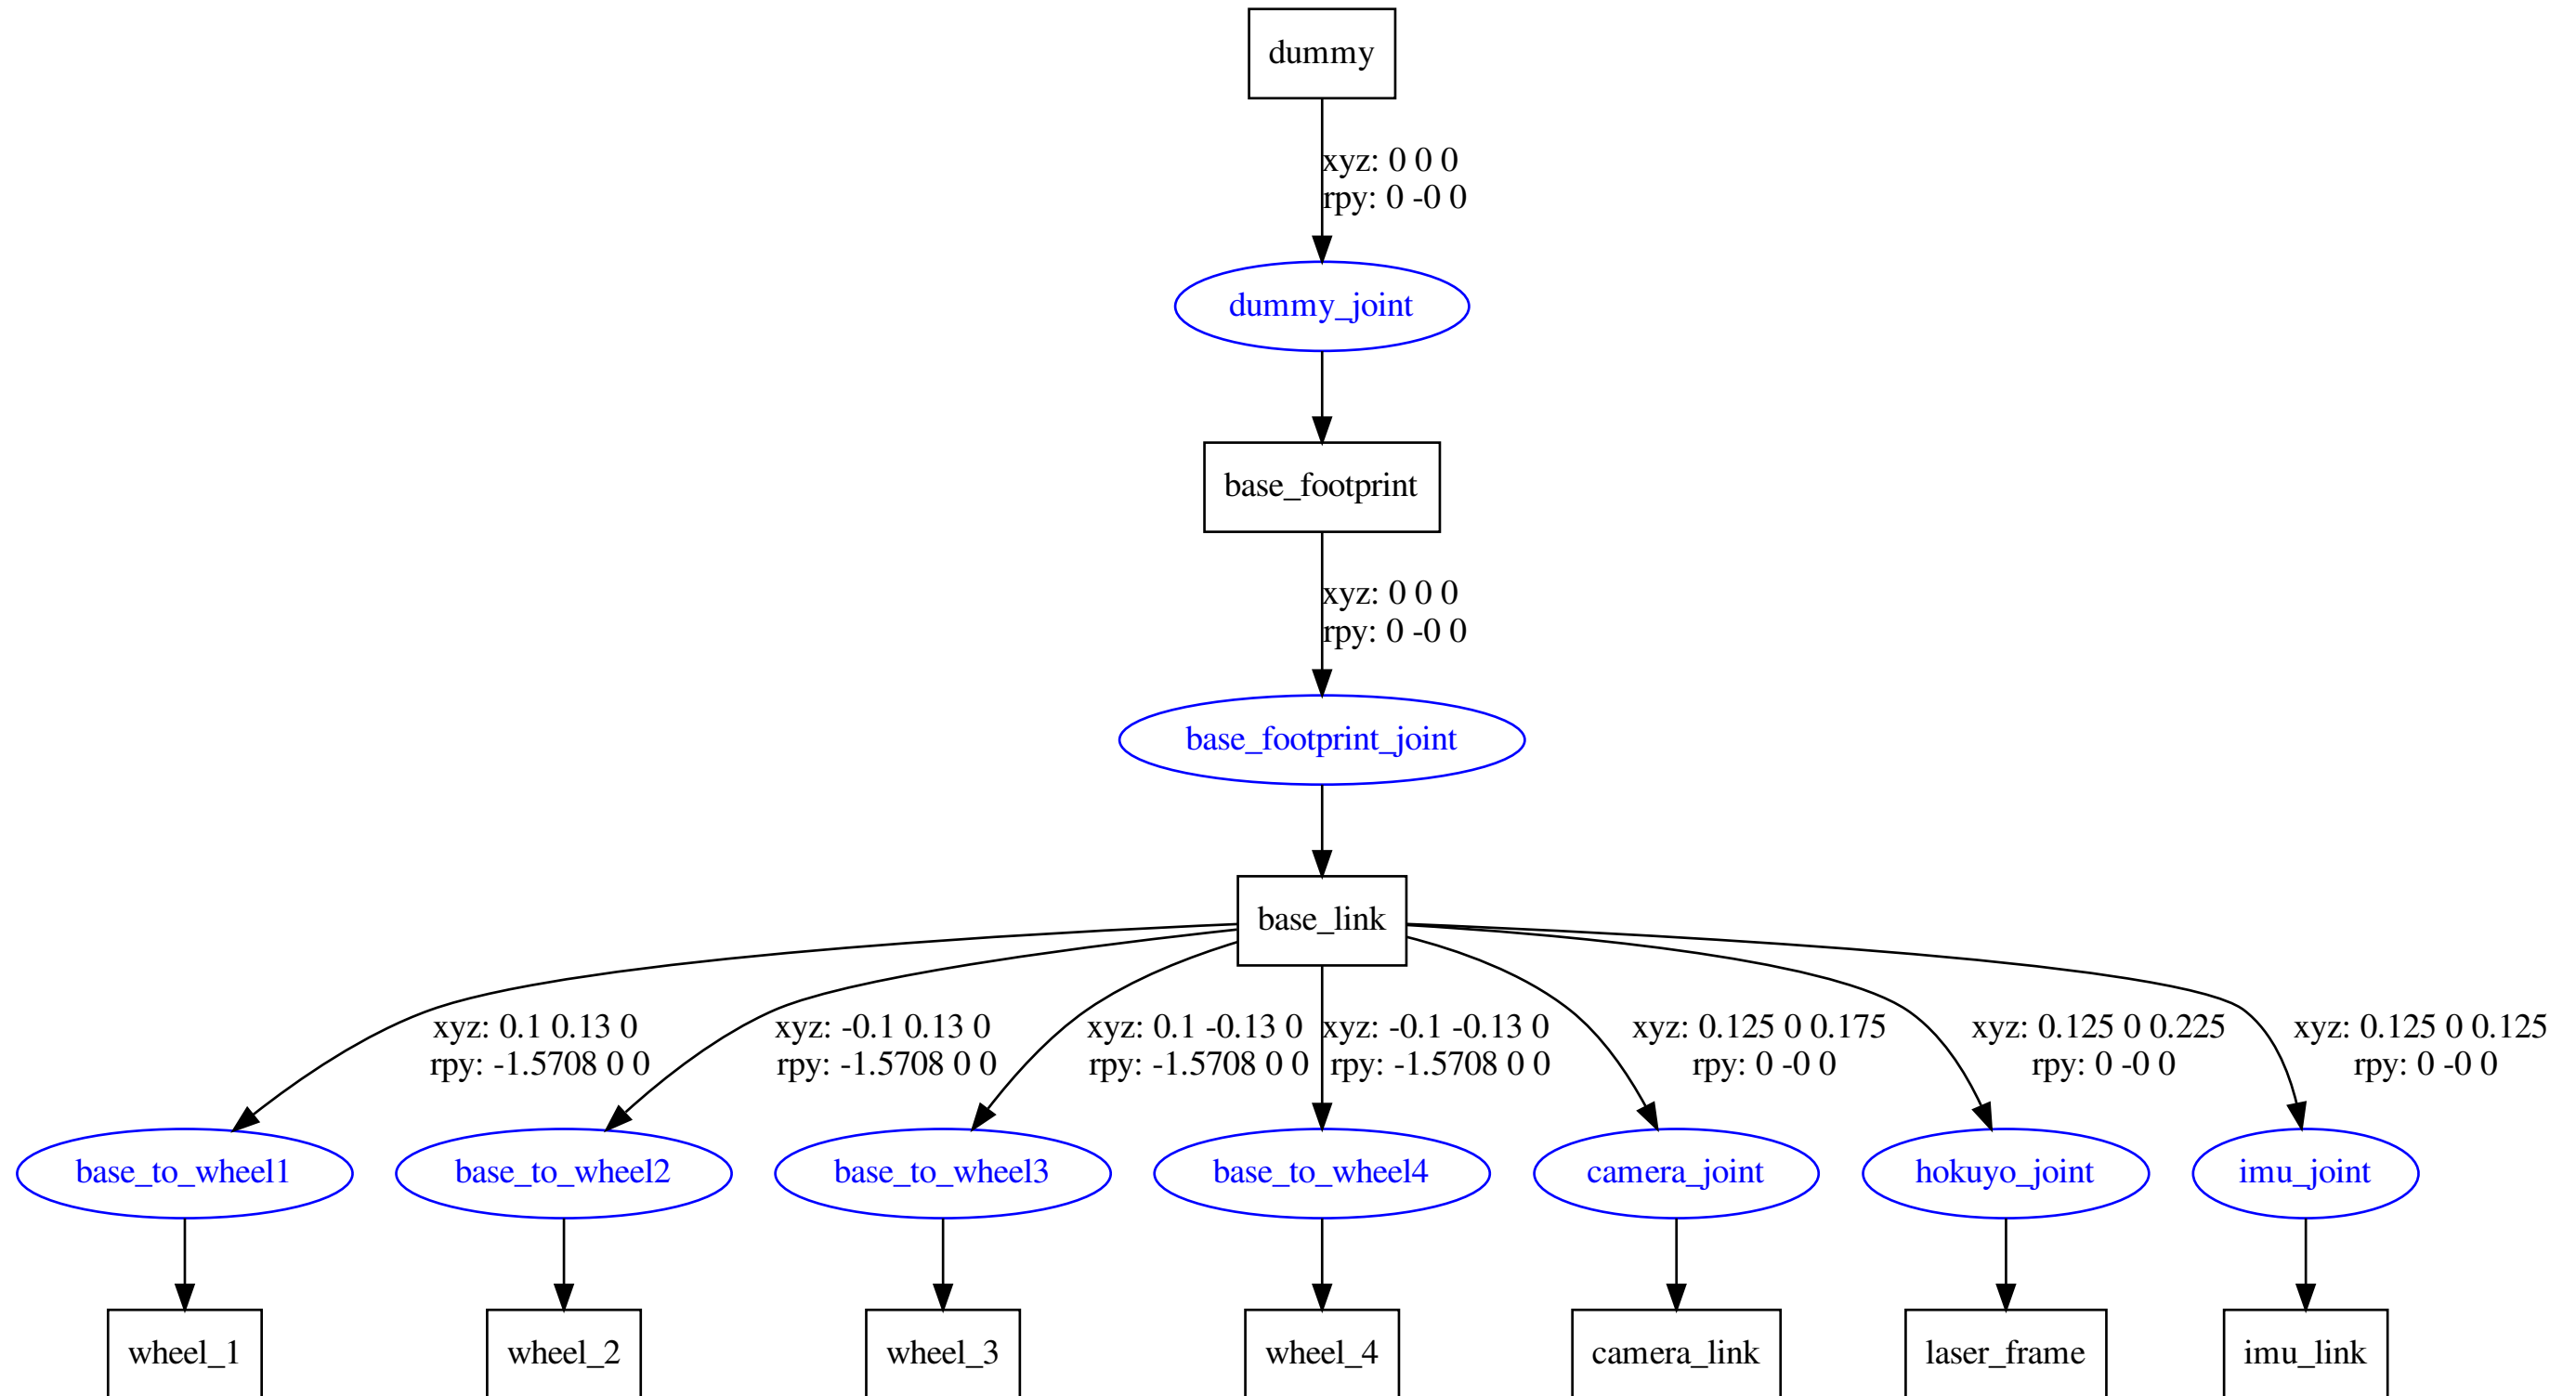 dummy
xyz: 0 0 0
rpy: 0 -0 0
dummy_joint
base_footprint
xyz: 0 0 0
rpy: 0 -0 0
base_footprint_joint
base_link
xyz: 0.1 0.13 0
rpy: -1.5708 0 0
xyz: -0.1 0.13 0
rpy: -1.5708 0 0
xyz: 0.1 -0.13 0
rpy: -1.5708 0 0
xyz: -0.1 -0.13 0
rpy: -1.5708 0 0
xyz: 0.125 0 0.175
rpy: 0 -0 0
xyz: 0.125 0 0.225
rpy: 0 -0 0
xyz: 0.125 0 0.125
rpy: 0 -0 0
base_to_wheel1
base_to_wheel2
base_to_wheel3
base_to_wheel4
camera_joint
hokuyo_joint
imu_joint
wheel_1
wheel_2
wheel_3
wheel_4
camera_link
laser_frame
imu_link